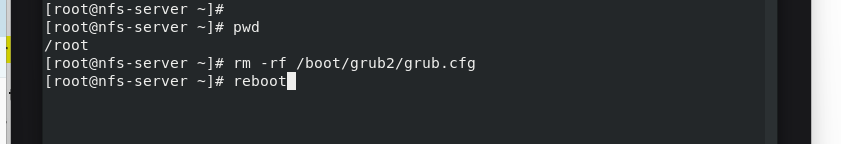 [root@nfs-server ~]#
[root@nfs-server ~]# pwd
/root
[root@nfs-server ~]# rm -rf /boot/grub2/grub.cfg
[root@nfs-server ~]# reboot